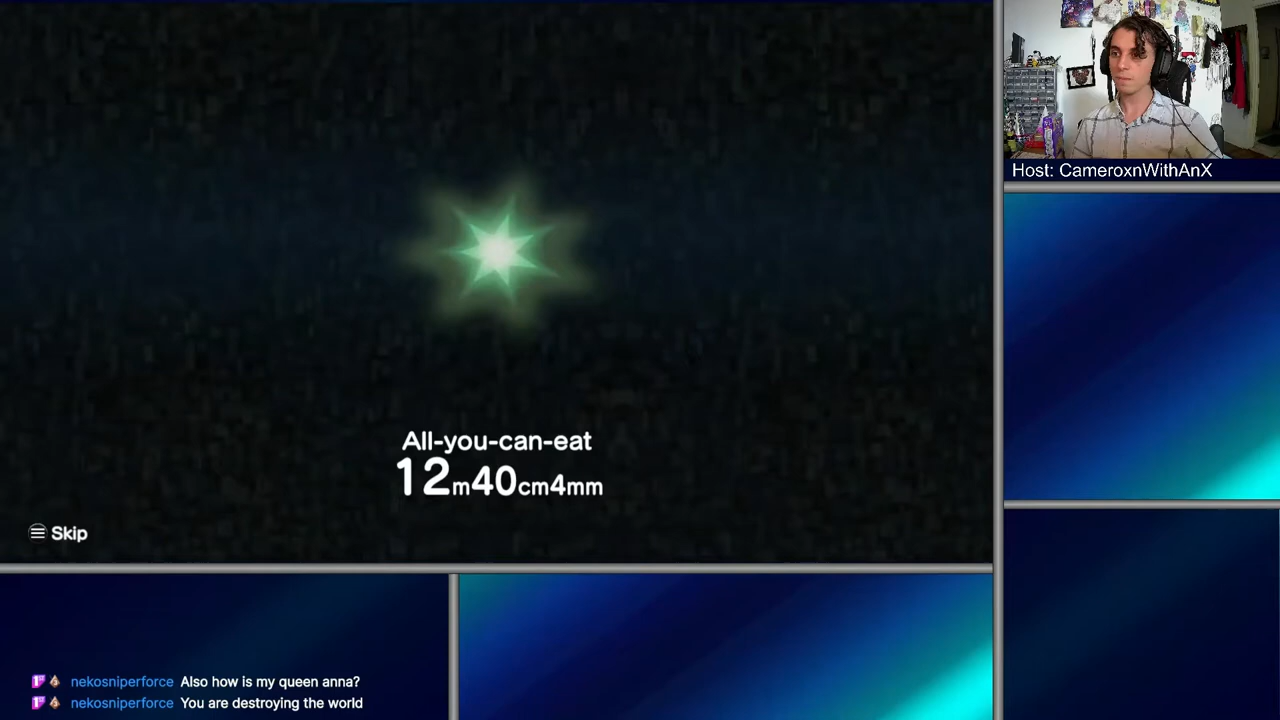 Host: CameroxnWithAnX
All-you-can-eat
12m40cm4mm
Skip
nekosniperforce Also how is my queen anna?
nekosniperforce You are destroying the world